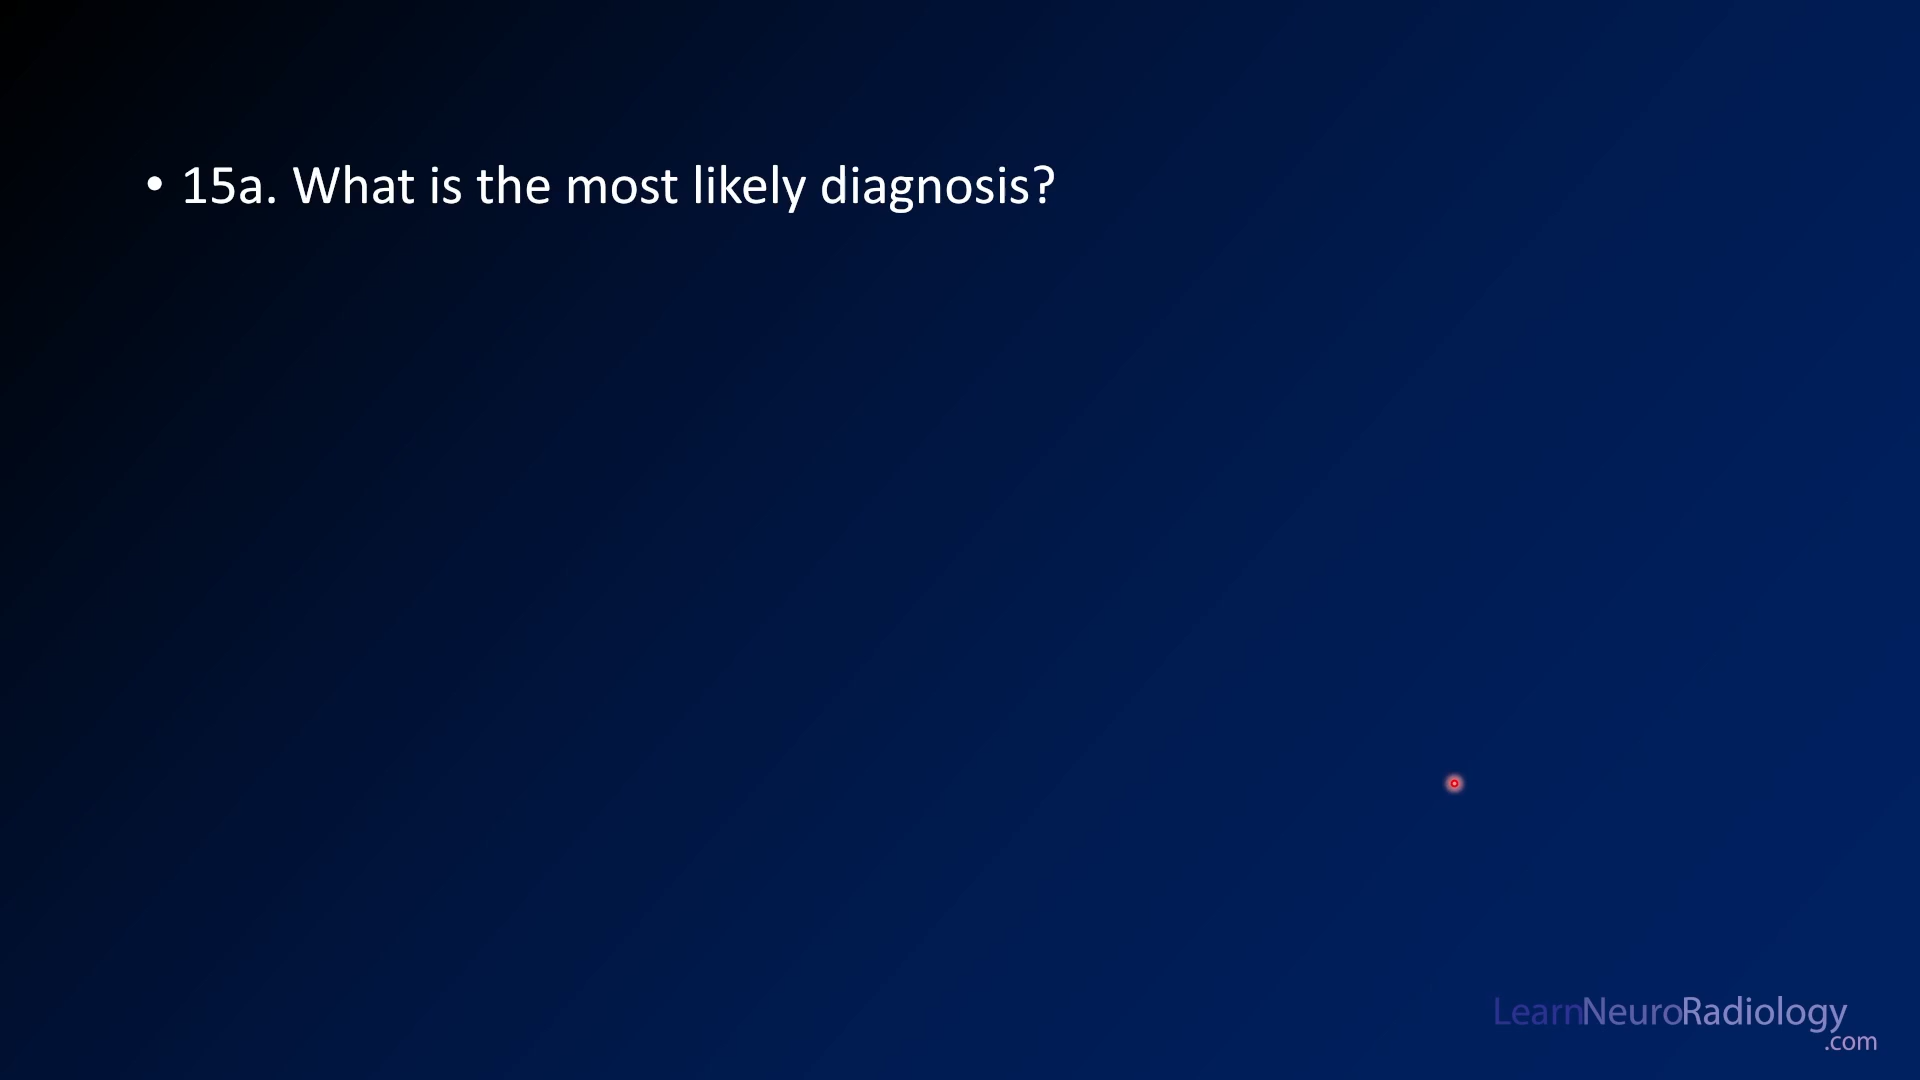 • 15a. What is the most likely diagnosis?
LearnNeuroRadiology
.com